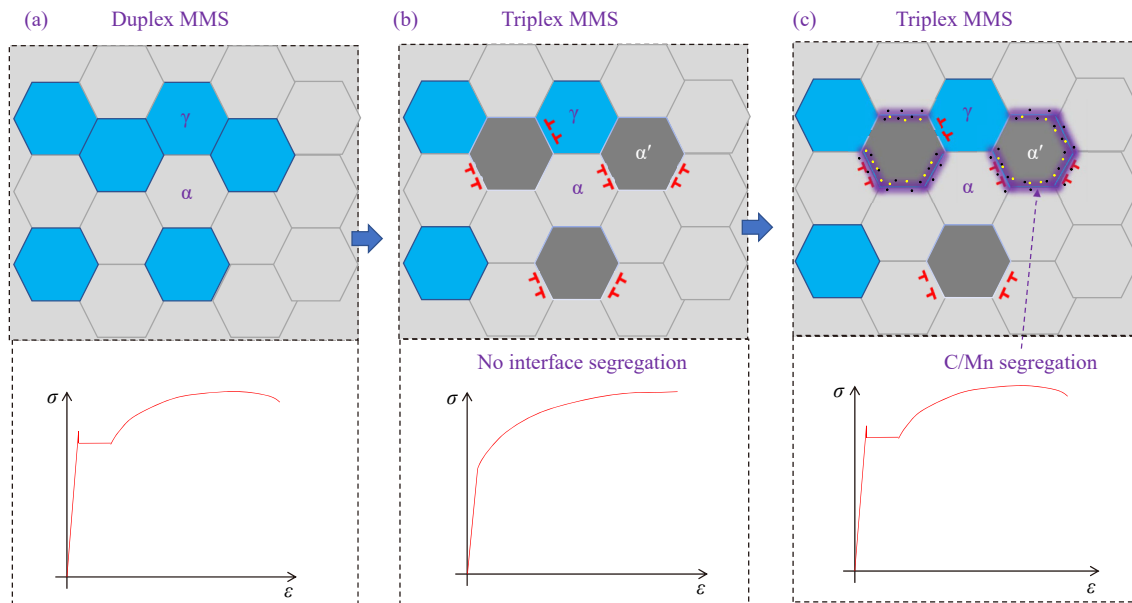 (a) Duplex MMS
γ
α
σ
ε
(b) Triplex MMS
γ
α′
α
No interface segregation
σ
ε
(c) Triplex MMS
γ
α′
α
C/Mn segregation
σ
ε